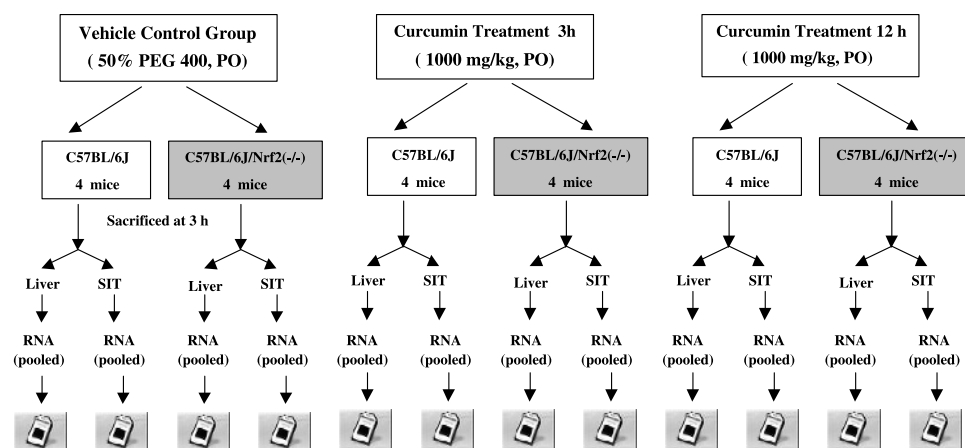 Vehicle Control Group
( 50% PEG 400, PO)
Curcumin Treatment 3h
( 1000 mg/kg, PO)
Curcumin Treatment 12 h
( 1000 mg/kg, PO)
C57BL/6J
4 mice
C57BL/6J/Nrf2(-/-)
4 mice
C57BL/6J
4 mice
C57BL/6J/Nrf2(-/-)
4 mice
C57BL/6J
4 mice
C57BL/6J/Nrf2(-/-)
4 mice
Sacrificed at 3 h
Liver
SIT
Liver
SIT
Liver
SIT
Liver
SIT
Liver
SIT
Liver
SIT
RNA
(pooled)
RNA
(pooled)
RNA
(pooled)
RNA
(pooled)
RNA
(pooled)
RNA
(pooled)
RNA
(pooled)
RNA
(pooled)
RNA
(pooled)
RNA
(pooled)
RNA
(pooled)
RNA
(pooled)